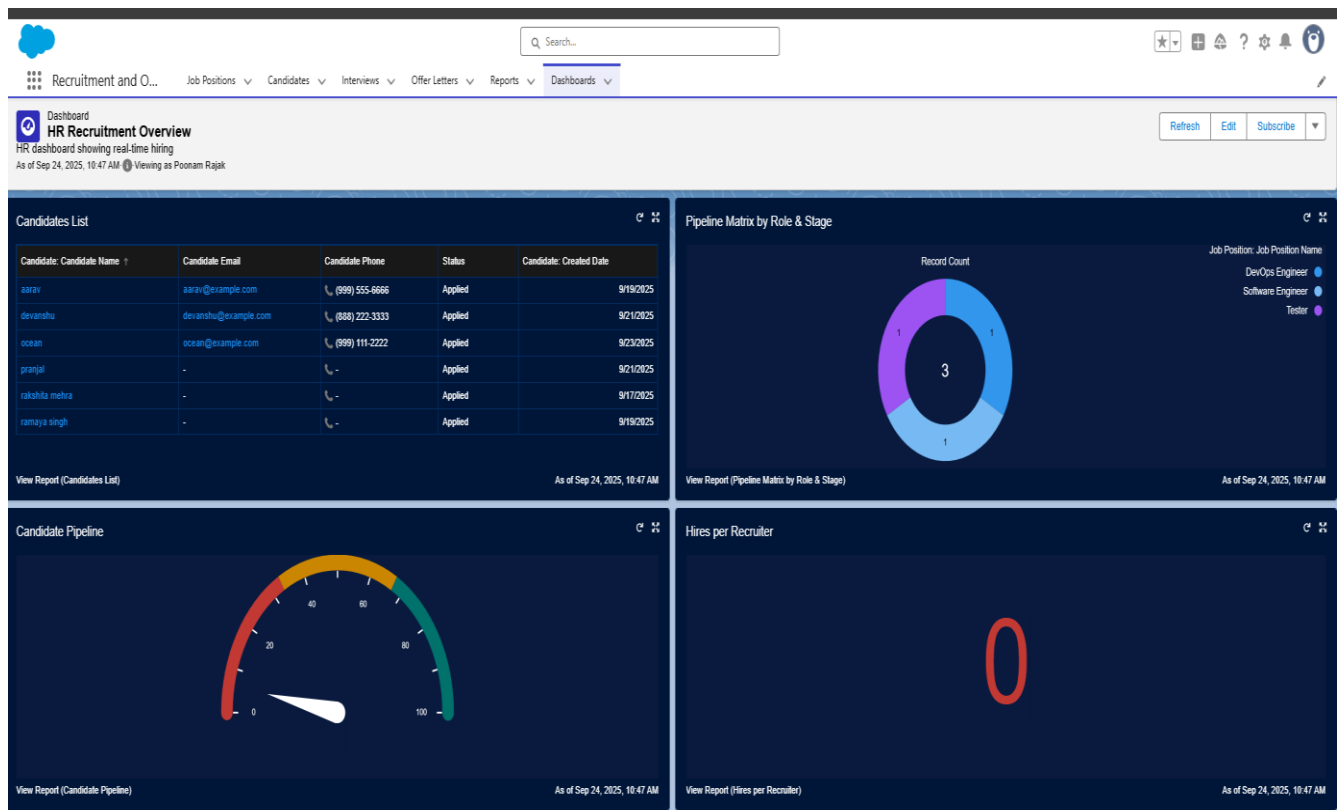 Search...
Recruitment and O...
Job Positions Candidates Interviews Offer Letters Reports Dashboards
Dashboard
HR Recruitment Overview
HR dashboard showing real-time hiring
As of Sep 24, 2025, 10:47 AM Viewing as Poonam Rajak
Refresh Edit Subscribe
Candidates List
Candidate: Candidate Name ↑ Candidate Email Candidate Phone Status Candidate: Created Date
aarav aarav@example.com (999) 555-6666 Applied 9/19/2025
devanshu devanshu@example.com (888) 222-3333 Applied 9/21/2025
ocean ocean@example.com (999) 111-2222 Applied 9/23/2025
pranjal - - Applied 9/21/2025
rakshita mehra - - Applied 9/17/2025
ramaya singh - - Applied 9/19/2025
View Report (Candidates List) As of Sep 24, 2025, 10:47 AM
Pipeline Matrix by Role & Stage
Record Count
Job Position: Job Position Name
DevOps Engineer
Software Engineer
Tester
1 1
3
1
View Report (Pipeline Matrix by Role & Stage) As of Sep 24, 2025, 10:47 AM
Candidate Pipeline
40 60
20 80
0 100
View Report (Candidate Pipeline) As of Sep 24, 2025, 10:47 AM
Hires per Recruiter
0
View Report (Hires per Recruiter) As of Sep 24, 2025, 10:47 AM